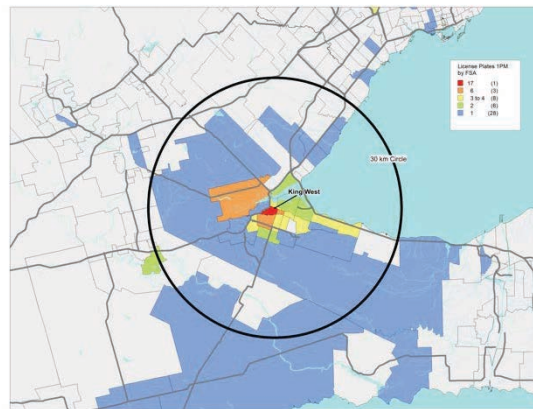 License Plates 1PM
by FSA
17 (1)
6 (3)
3 to 4 (8)
2 (6)
1 (28)
30 km Circle
King West